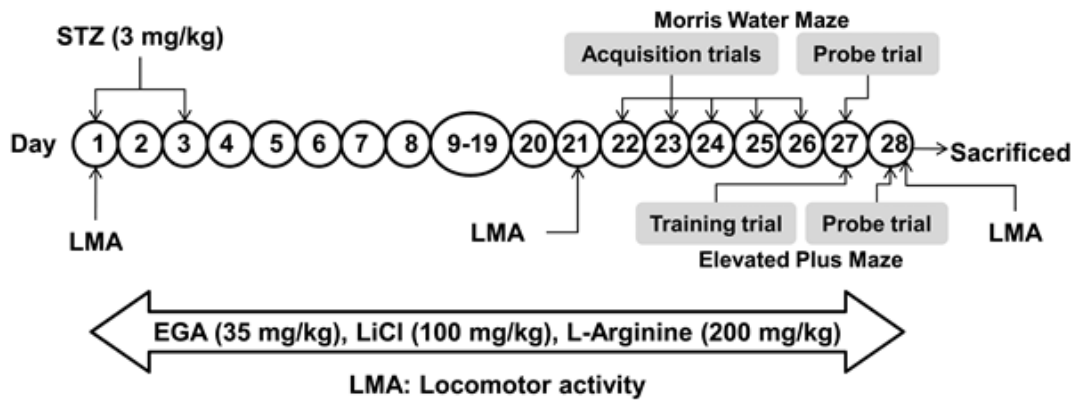 Morris Water Maze
STZ (3 mg/kg)
Acquisition trials
Probe trial
Day 1 2 3 4 5 6 7 8 9-19 20 21 22 23 24 25 26 27 28 Sacrificed
Training trial
Probe trial
LMA
LMA
LMA
Elevated Plus Maze
EGA (35 mg/kg), LiCl (100 mg/kg), L-Arginine (200 mg/kg)
LMA: Locomotor activity